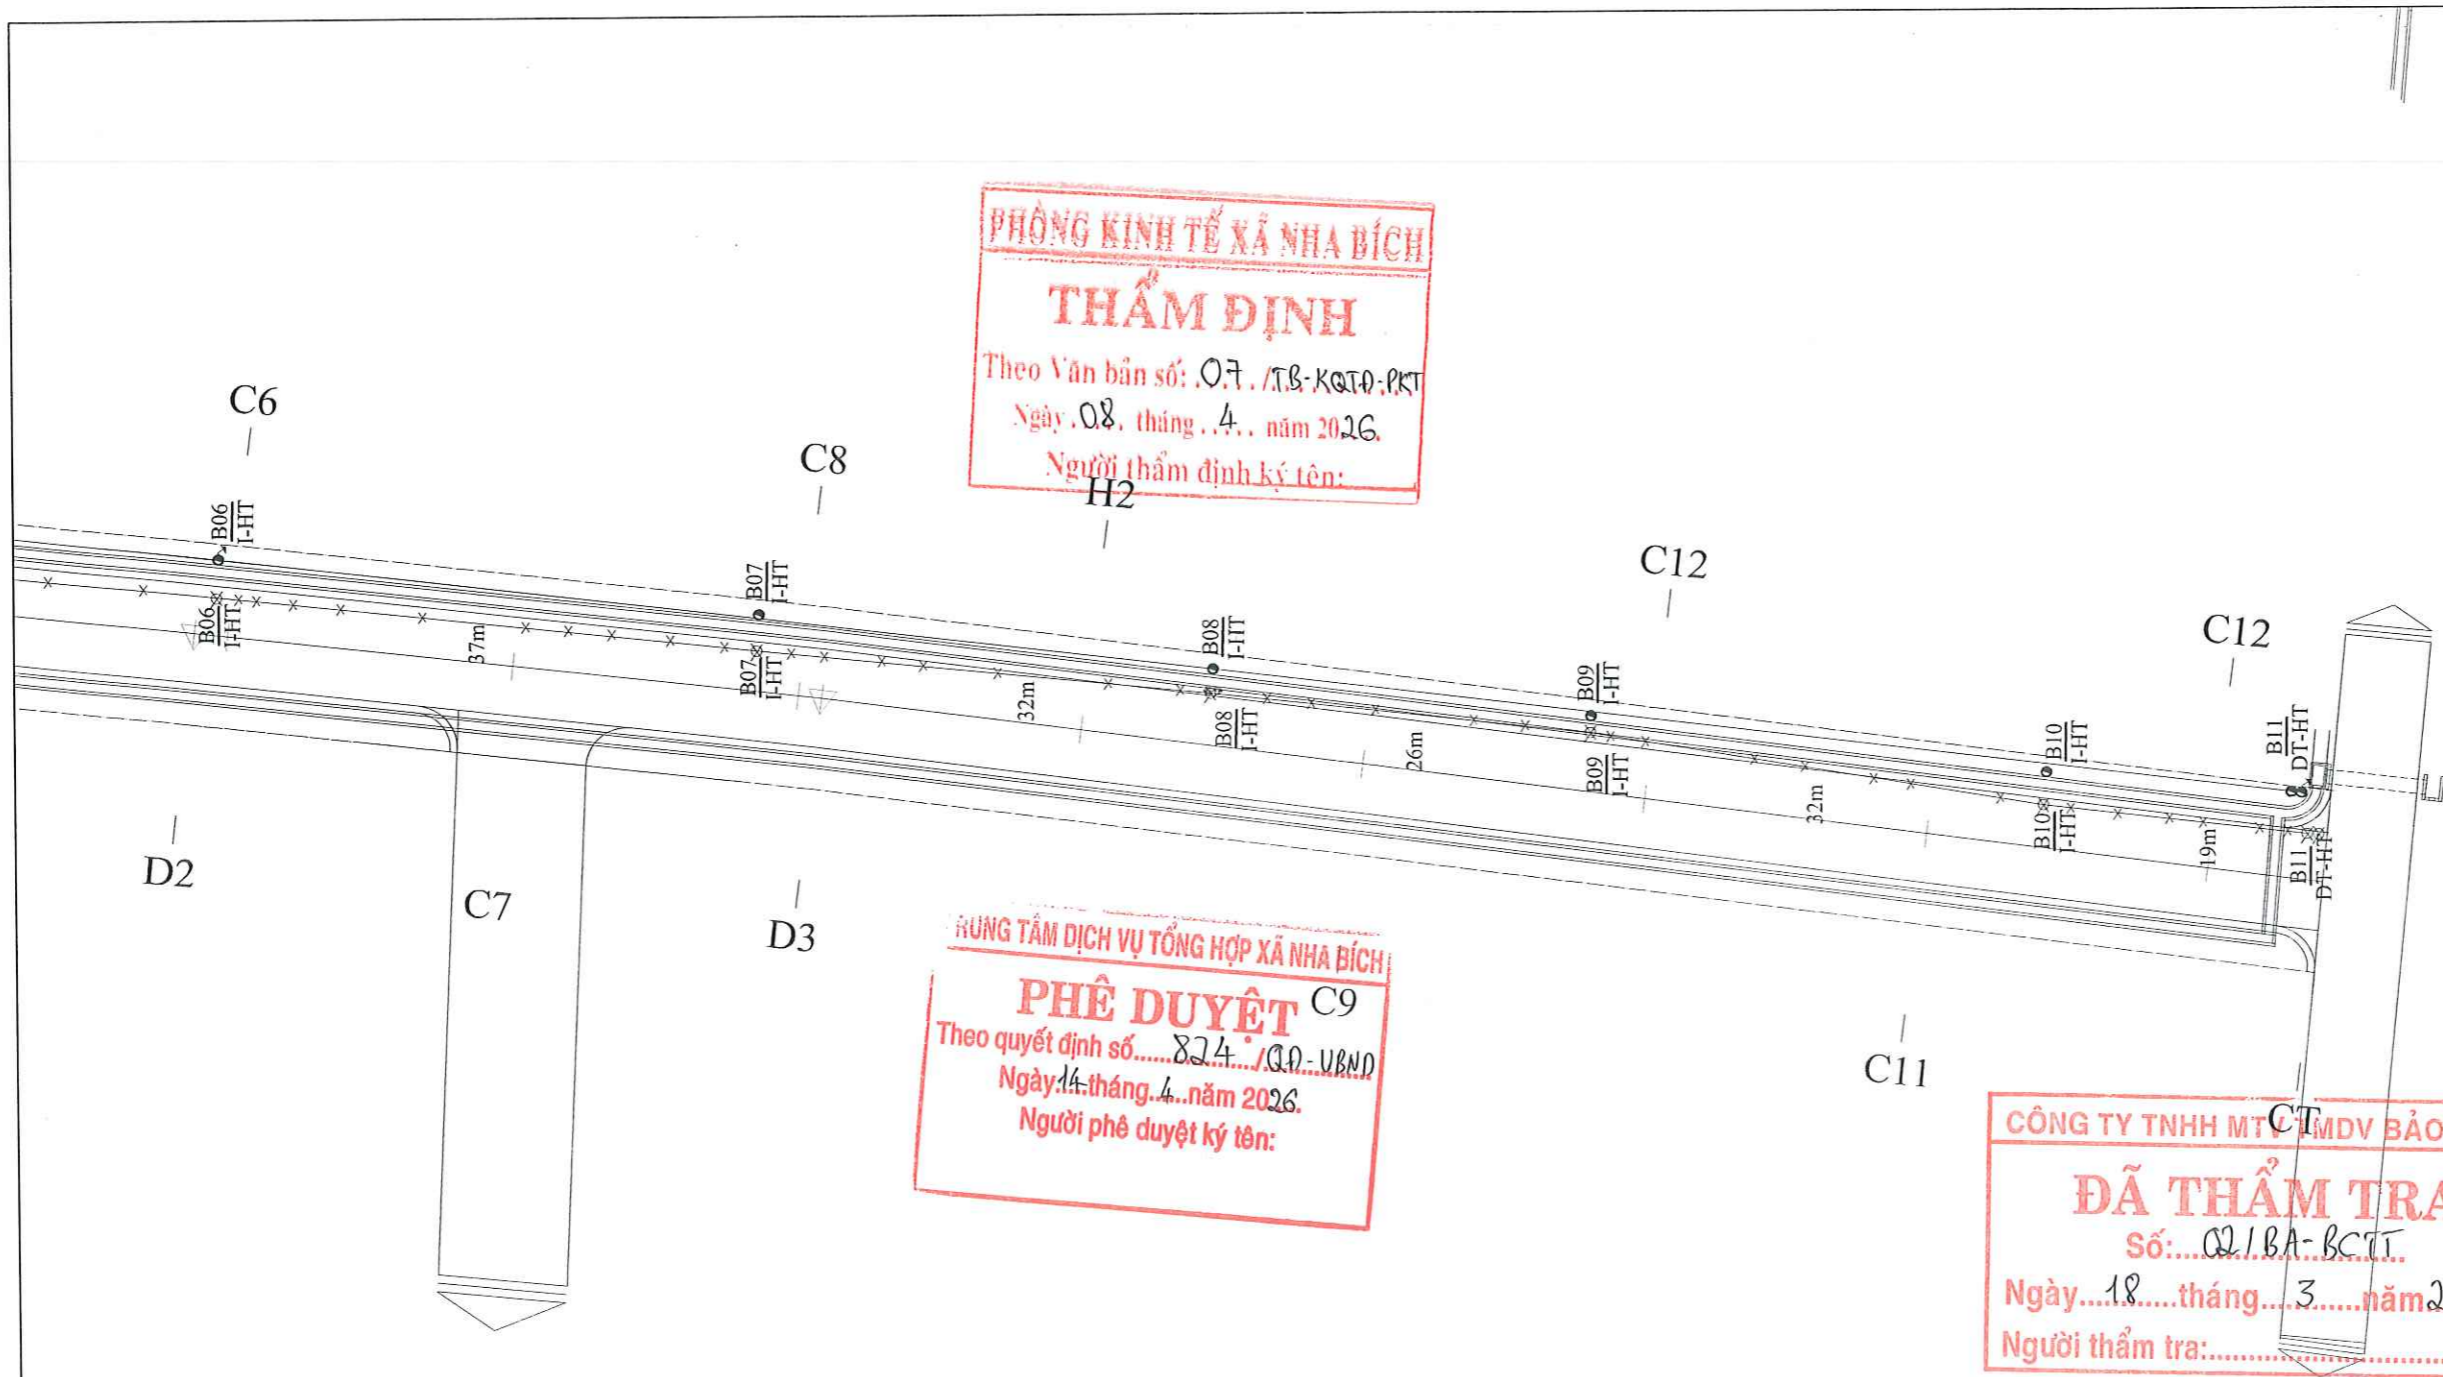 PHÒNG KINH TẾ XÃ NHA BÍCH
THẨM ĐỊNH
Theo Văn bản số: 07 /TB-KQTĐ-PKT
Ngày 08 tháng 4 năm 2026
Người thẩm định ký tên:
C6
C8
H2
C12
C12
B06
I-HT
B07
I-HT
B08
I-HT
B09
I-HT
B10
I-HT
B11
DT-HT
B06
I-HT
37m
B07
I-HT
32m
B08
I-HT
26m
B09
I-HT
32m
B10
I-HT
19m
B11
DT-HT
D2
C7
D3
C9
C11
CT
RUNG TÂM DỊCH VỤ TỔNG HỢP XÃ NHA BÍCH
PHÊ DUYỆT
Theo quyết định số 824 /QĐ-UBND
Ngày 14 tháng 4 năm 2026
Người phê duyệt ký tên:
CÔNG TY TNHH MTV TMDV BẢO
ĐÃ THẨM TRA
Số: 02/BA-BCTT
Ngày 18 tháng 3 năm 2
Người thẩm tra: